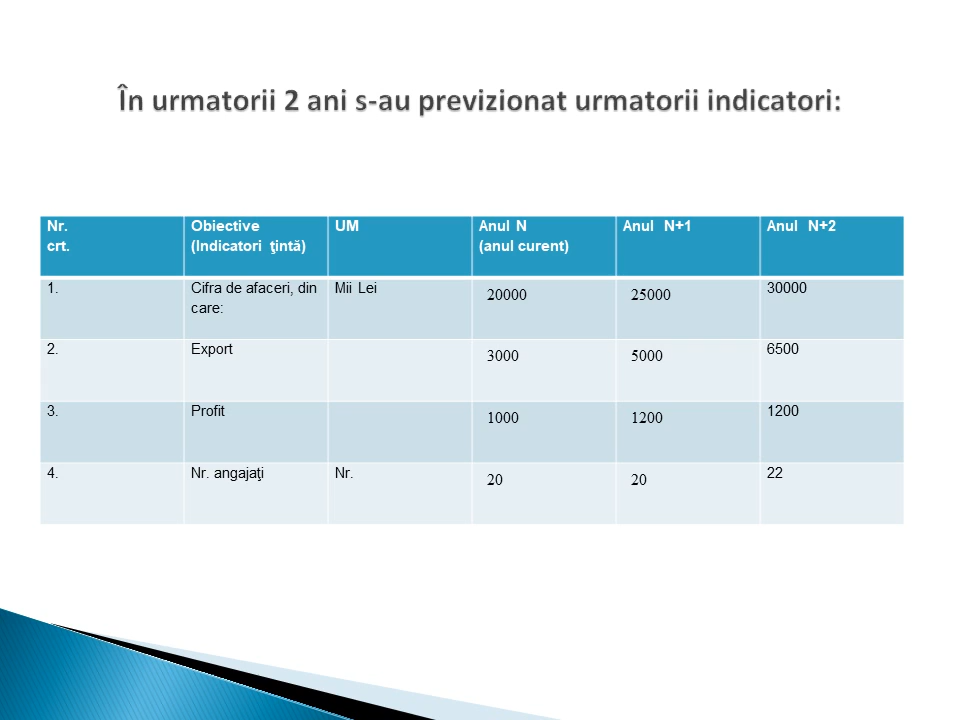 În urmatorii 2 ani s-au previzionat urmatorii indicatori:
Nr. crt. Obiective (Indicatori ţintă) UM Anul N (anul curent) Anul N+1 Anul N+2
1. Cifra de afaceri, din care: Mii Lei 20000 25000 30000
2. Export 3000 5000 6500
3. Profit 1000 1200 1200
4. Nr. angajaţi Nr. 20 20 22